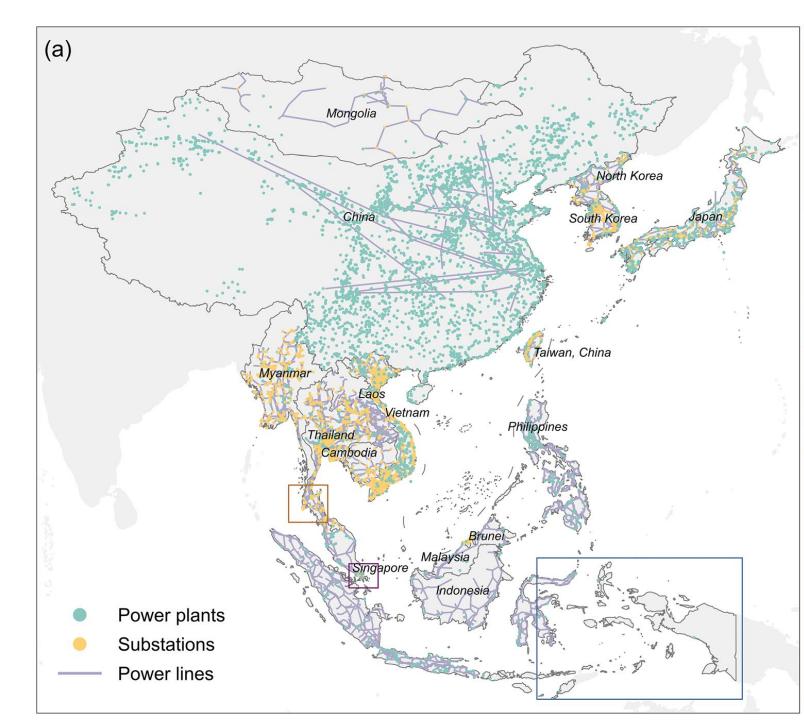 (a)
Mongolia
North Korea
China
South Korea
Japan
Taiwan, China
Myanmar
Laos
Vietnam
Philippines
Thailand
Cambodia
Brunei
Malaysia
Singapore
Indonesia
Power plants
Substations
Power lines